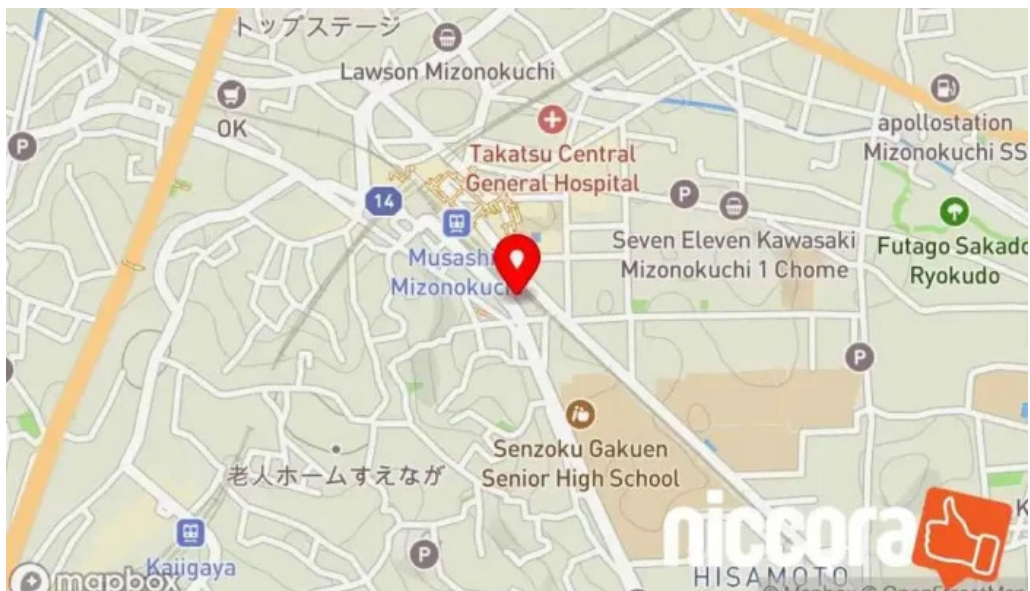 トップステージ
Lawson Mizonokuchi
OK
P
Takatsu Central
General Hospital
apollostation
Mizonokuchi SS
14
P
Musashi
Mizonokuchi
Seven Eleven Kawasaki
Mizonokuchi 1 Chome
Futago Sakado
Ryokudo
P
Senzoku Gakuen
Senior High School
老人ホームすえなが
Kajigaya
P
niccora
K
mapbox
HISAMOTO
© Mapbox © OpenStreetMap